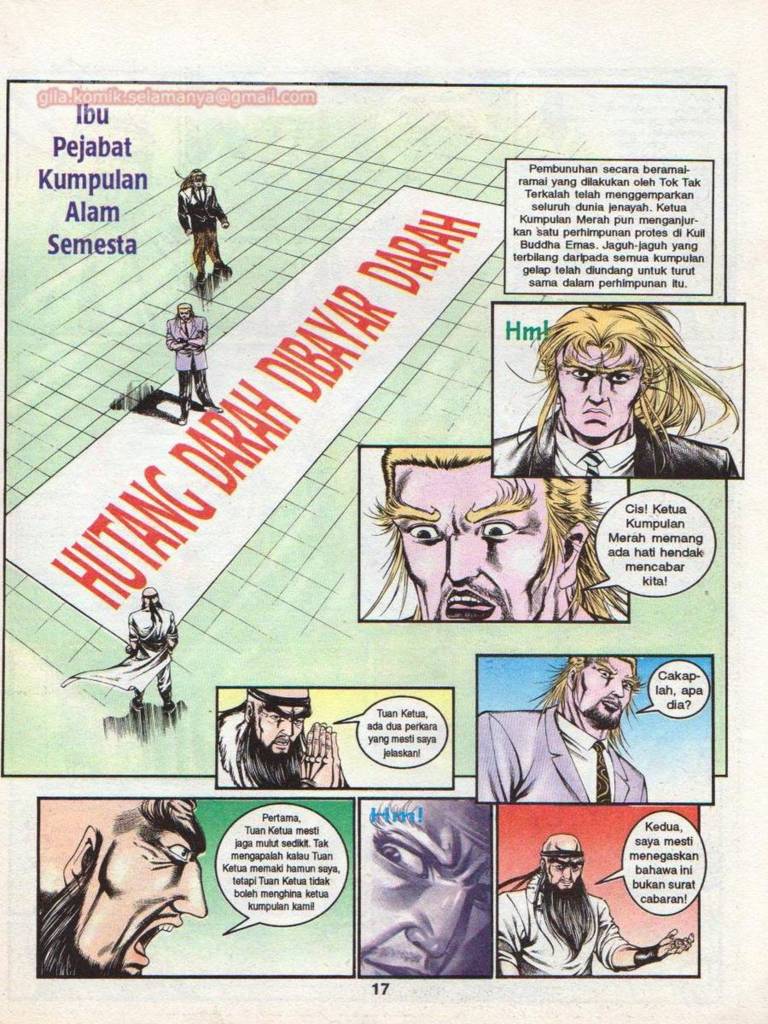 gila.komik.selamanya@gmail.com
Ibu
Pejabat
Kumpulan
Alam
Semesta
Pembunuhan secara beramai-
ramai yang dilakukan oleh Tok Tak
Terkalah telah menggemparkan
seluruh dunia jenayah. Ketua
Kumpulan Merah pun menganjur-
kan satu perhimpunan protes di Kuil
Buddha Emas. Jaguh-jaguh yang
terbilang daripada semua kumpulan
gelap telah diundang untuk turut
sama dalam perhimpunan itu.
HUTANG DARAH DIBAYAR DARAH
Hm!
Cis! Ketua
Kumpulan
Merah memang
ada hati hendak
mencabar
kita!
Tuan Ketua,
ada dua perkara
yang mesti saya
jelaskan!
Cakap-
lah, apa
dia?
Pertama,
Tuan Ketua mesti
jaga mulut sedikit. Tak
mengapalah kalau Tuan
Ketua memaki hamun saya,
tetapi Tuan Ketua tidak
boleh menghina ketua
kumpulan kami!
Hm!
Kedua,
saya mesti
menegaskan
bahawa ini
bukan surat
cabaran!
17